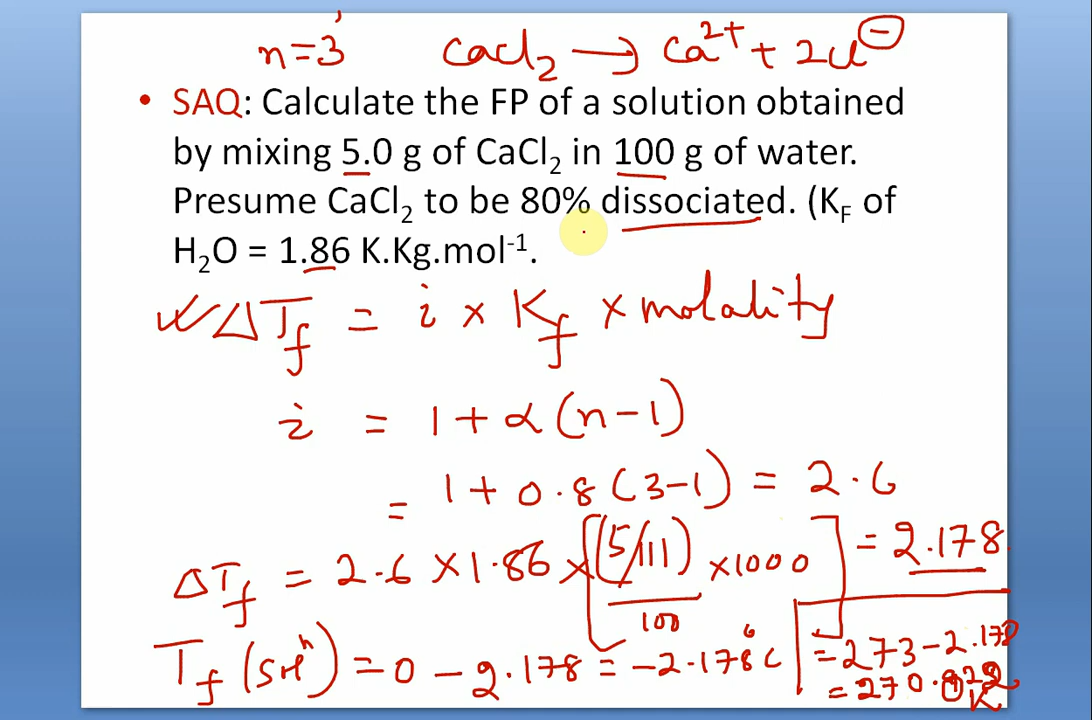 n=3 CaCl2 → Ca2+ + 2Cl⊖
• SAQ: Calculate the FP of a solution obtained
by mixing 5.0 g of CaCl2 in 100 g of water.
Presume CaCl2 to be 80% dissociated. (KF of
H2O = 1.86 K.Kg.mol-1.
ΔTf = i × Kf × molality
i = 1 + α (n-1)
= 1 + 0.8 (3-1) = 2.6
ΔTf = 2.6 × 1.86 × [(5/111)/100 × 1000] = 2.178
Tf (solh) = 0 - 2.178 = -2.178°C
= 273 - 2.178
= 270.822 K